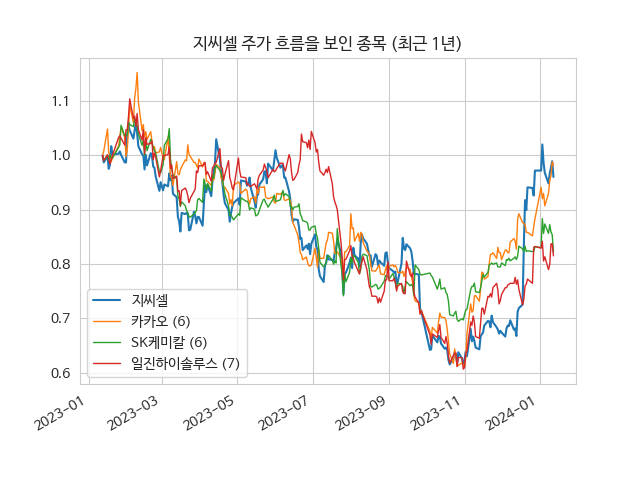 지씨셀 주가 흐름을 보인 종목 (최근 1년)
1.1
1.0
0.9
0.8
0.7
0.6
지씨셀
카카오 (6)
SK케미칼 (6)
일진하이솔루스 (7)
2023-01
2023-03
2023-05
2023-07
2023-09
2023-11
2024-01